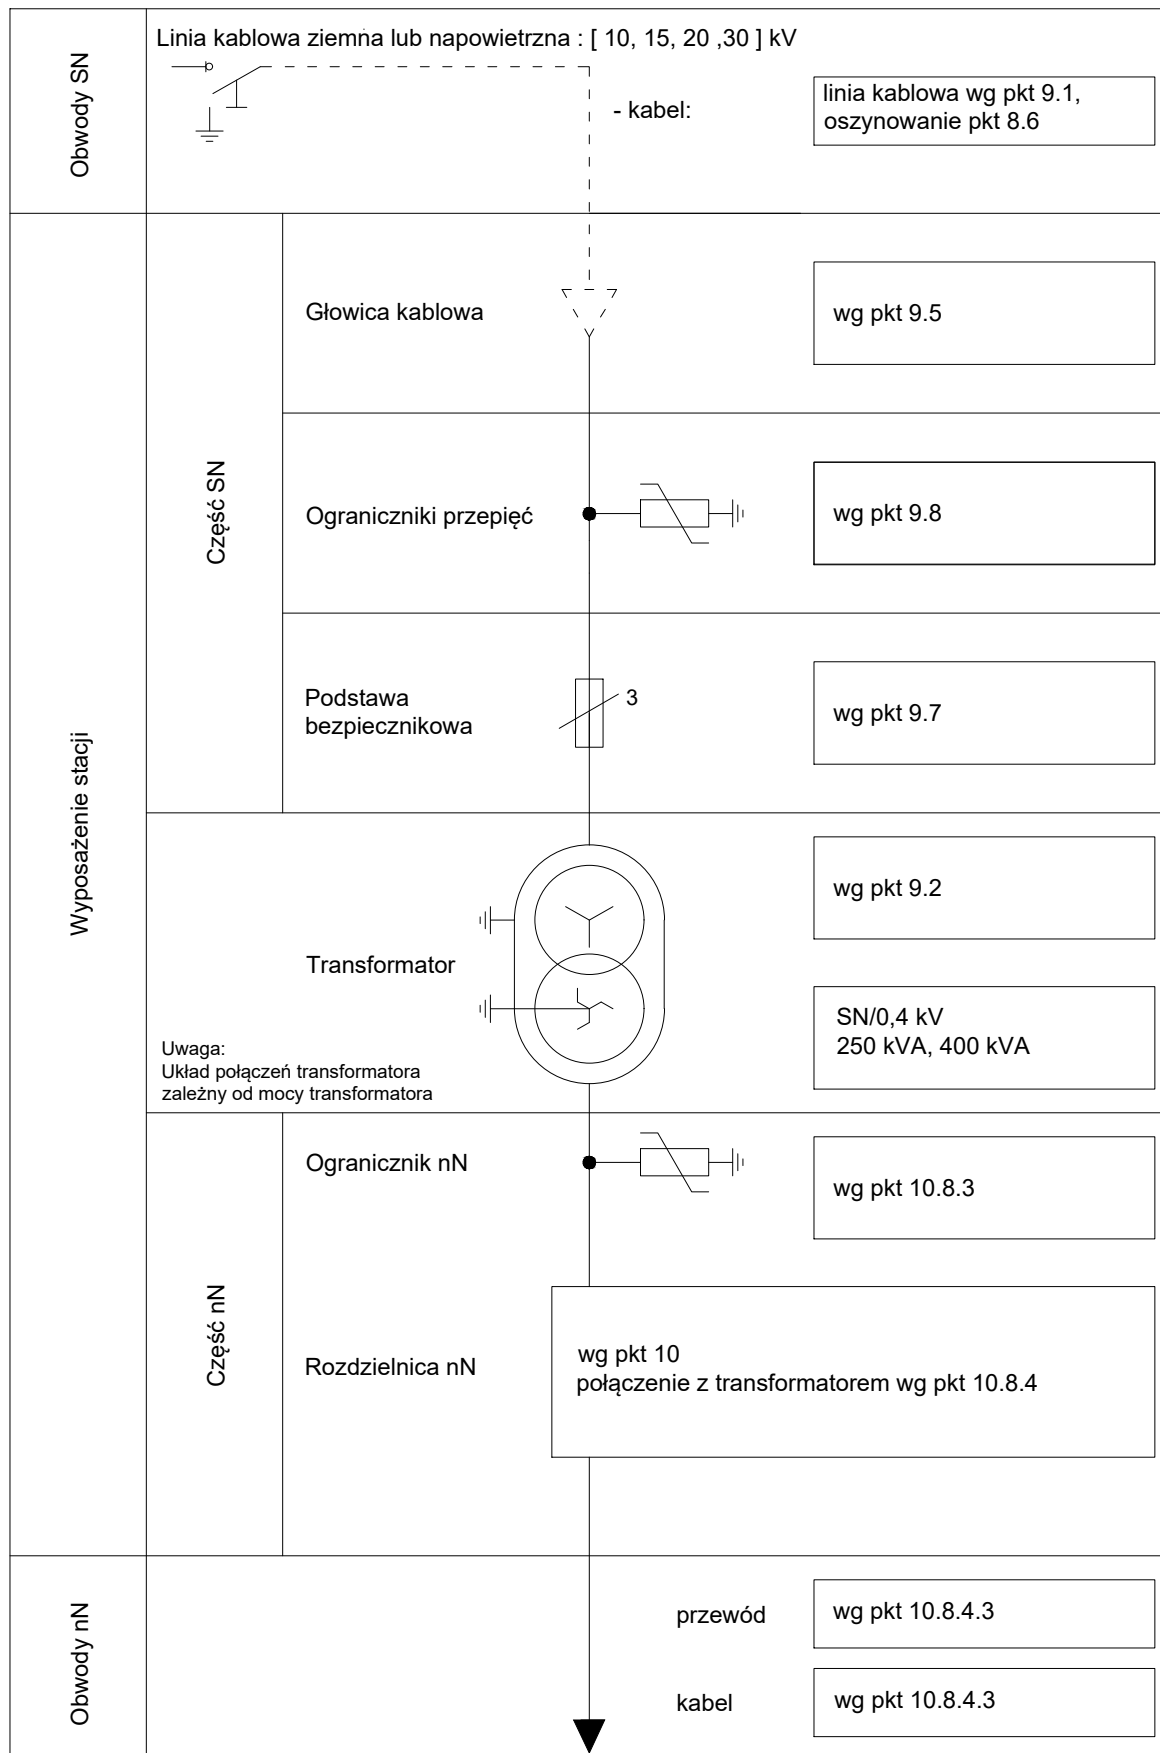 Obwody SN
Linia kablowa ziemna lub napowietrzna : [ 10, 15, 20 ,30 ] kV
- kabel:
linia kablowa wg pkt 9.1,
oszynowanie pkt 8.6
Wyposażenie stacji
Część SN
Głowica kablowa
wg pkt 9.5
Ograniczniki przepięć
wg pkt 9.8
Podstawa
bezpiecznikowa
3
wg pkt 9.7
Transformator
wg pkt 9.2
SN/0,4 kV
250 kVA, 400 kVA
Uwaga:
Układ połączeń transformatora
zależny od mocy transformatora
Część nN
Ogranicznik nN
wg pkt 10.8.3
Rozdzielnica nN
wg pkt 10
połączenie z transformatorem wg pkt 10.8.4
Obwody nN
przewód
wg pkt 10.8.4.3
kabel
wg pkt 10.8.4.3